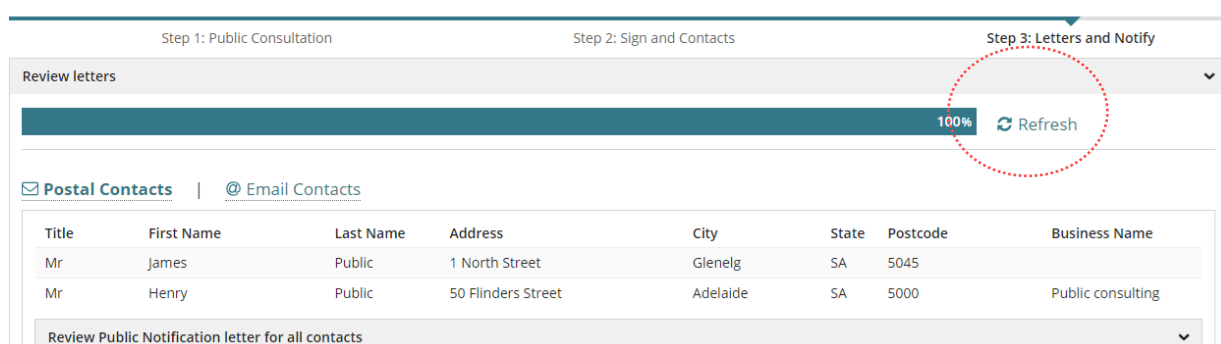 Step 1: Public Consultation Step 2: Sign and Contacts Step 3: Letters and Notify
Review letters
100% Refresh
Postal Contacts | @ Email Contacts
Title First Name Last Name Address City State Postcode Business Name
Mr James Public 1 North Street Glenelg SA 5045
Mr Henry Public 50 Flinders Street Adelaide SA 5000 Public consulting
Review Public Notification letter for all contacts